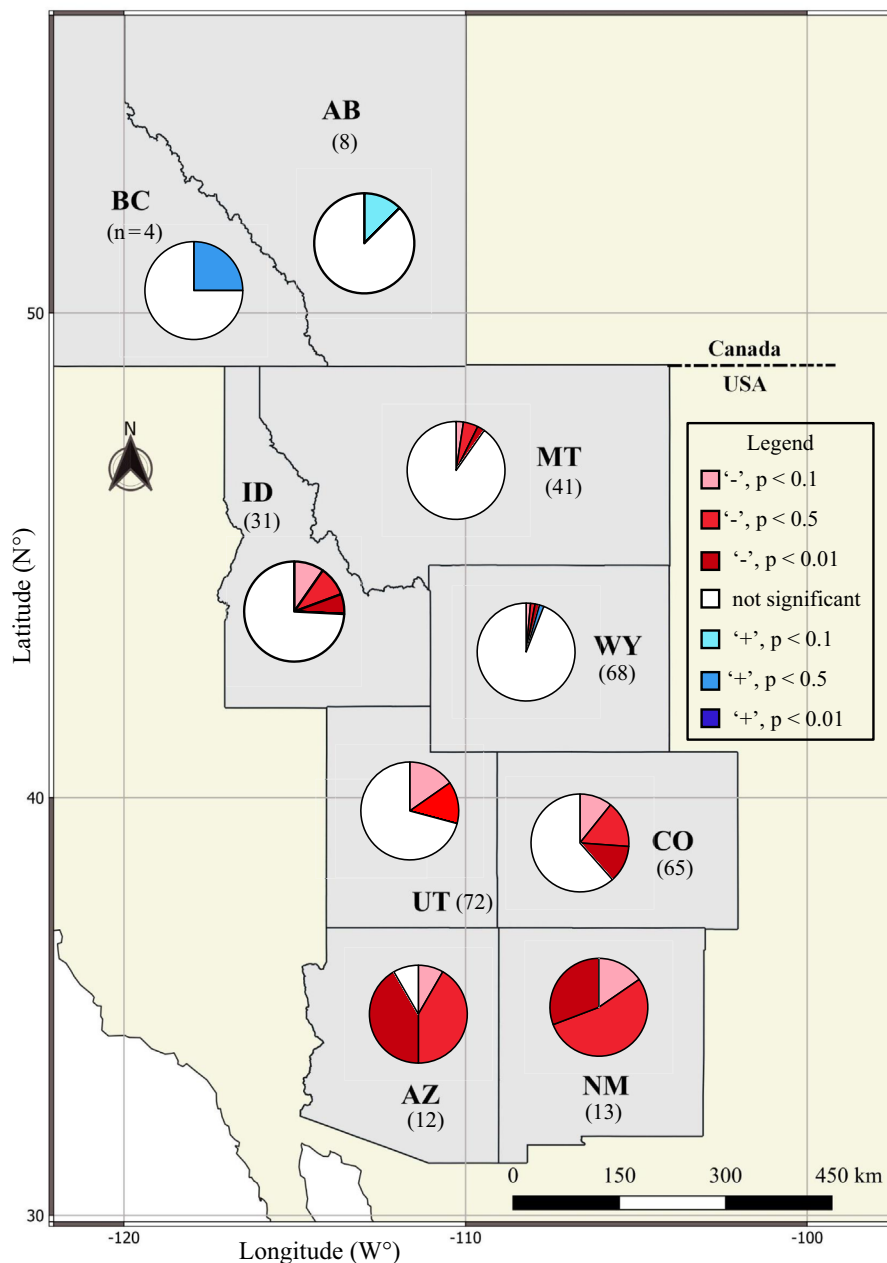 AB
(8)
BC
(n=4)
50
Canada
USA
N
MT
(41)
ID
(31)
Legend
‘-’, p < 0.1
‘-’, p < 0.5
‘-’, p < 0.01
not significant
‘+’, p < 0.1
‘+’, p < 0.5
‘+’, p < 0.01
WY
(68)
Latitude (N°)
40
CO
(65)
UT (72)
AZ
(12)
NM
(13)
0 150 300 450 km
30
-120 -110 -100
Longitude (W°)